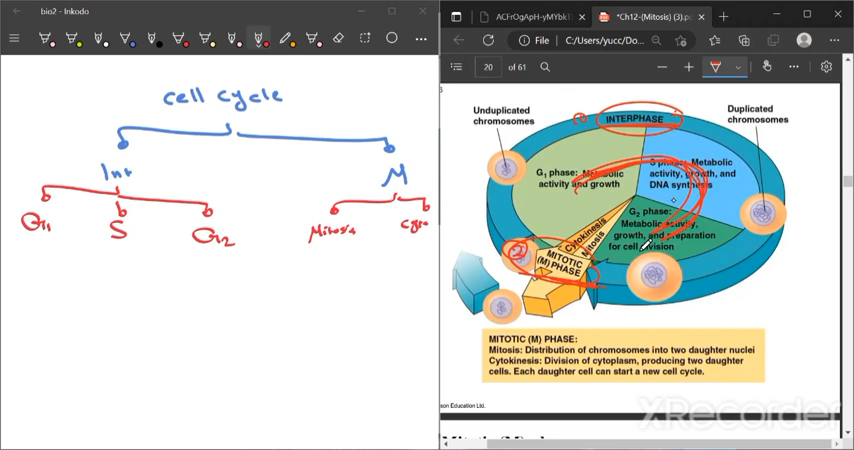 bio2 - Inkodo
cell cycle
Int
M
G1
S
G2
Mitosis
Cyto
ACFrOgApH-yMYbk1
*Ch12-(Mitosis) (3).p
File
C:/Users/yucc/Do...
20
of 61
INTERPHASE
Unduplicated
chromosomes
Duplicated
chromosomes
G1 phase: Metabolic
activity and growth
S phase: Metabolic
activity, growth, and
DNA synthesis
G2 phase:
Metabolic activity,
growth, and preparation
for cell division
Cytokinesis
Mitosis
1
2
MITOTIC
(M) PHASE
MITOTIC (M) PHASE:
Mitosis: Distribution of chromosomes into two daughter nuclei
Cytokinesis: Division of cytoplasm, producing two daughter
cells. Each daughter cell can start a new cell cycle.
son Education Ltd.
XRecorder